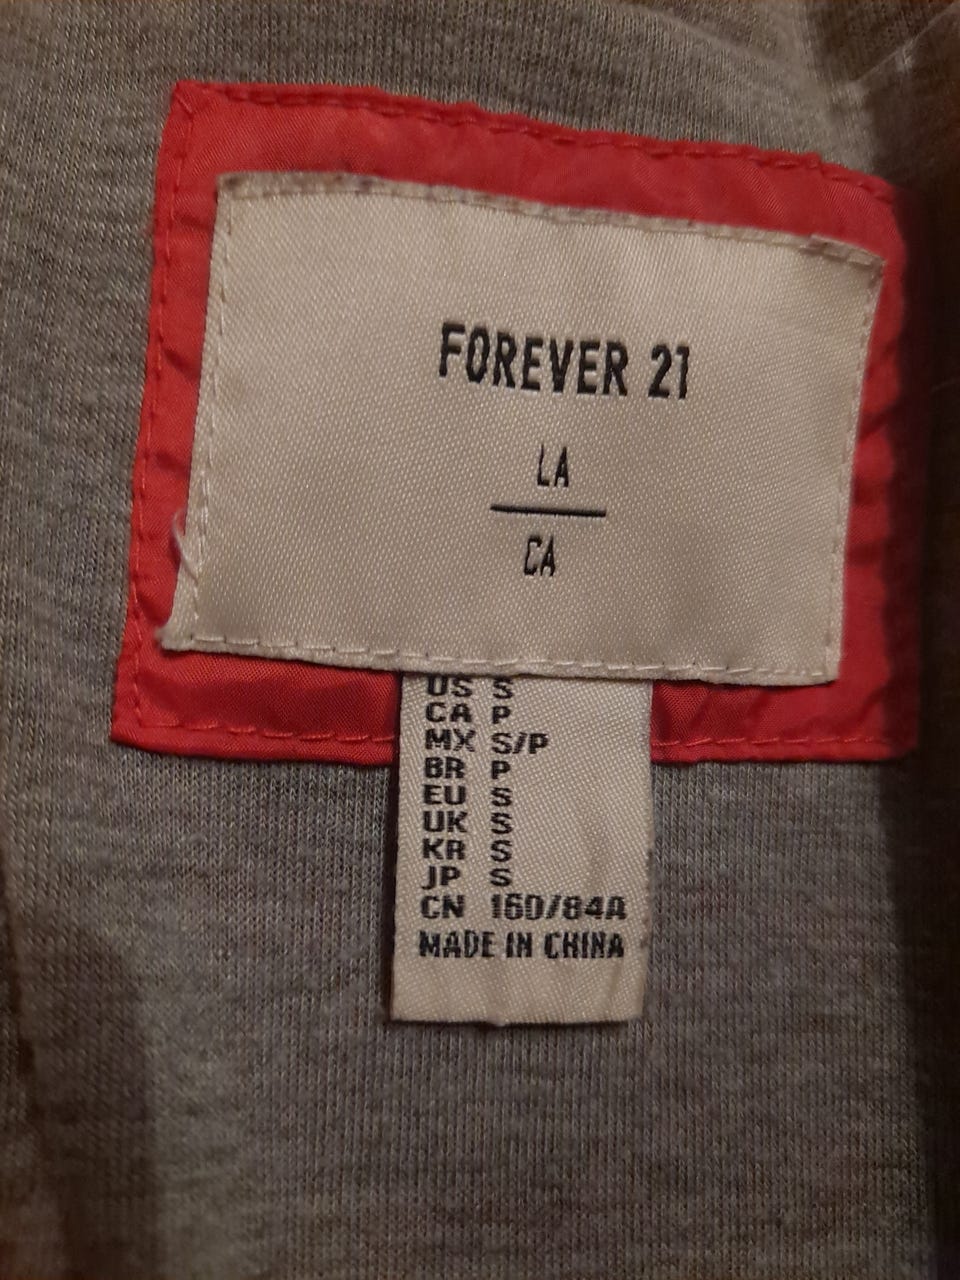 FOREVER 21
LA
CA
US S
CA P
MX S/P
BR P
EU S
UK S
KR S
JP S
CN 160/84A
MADE IN CHINA